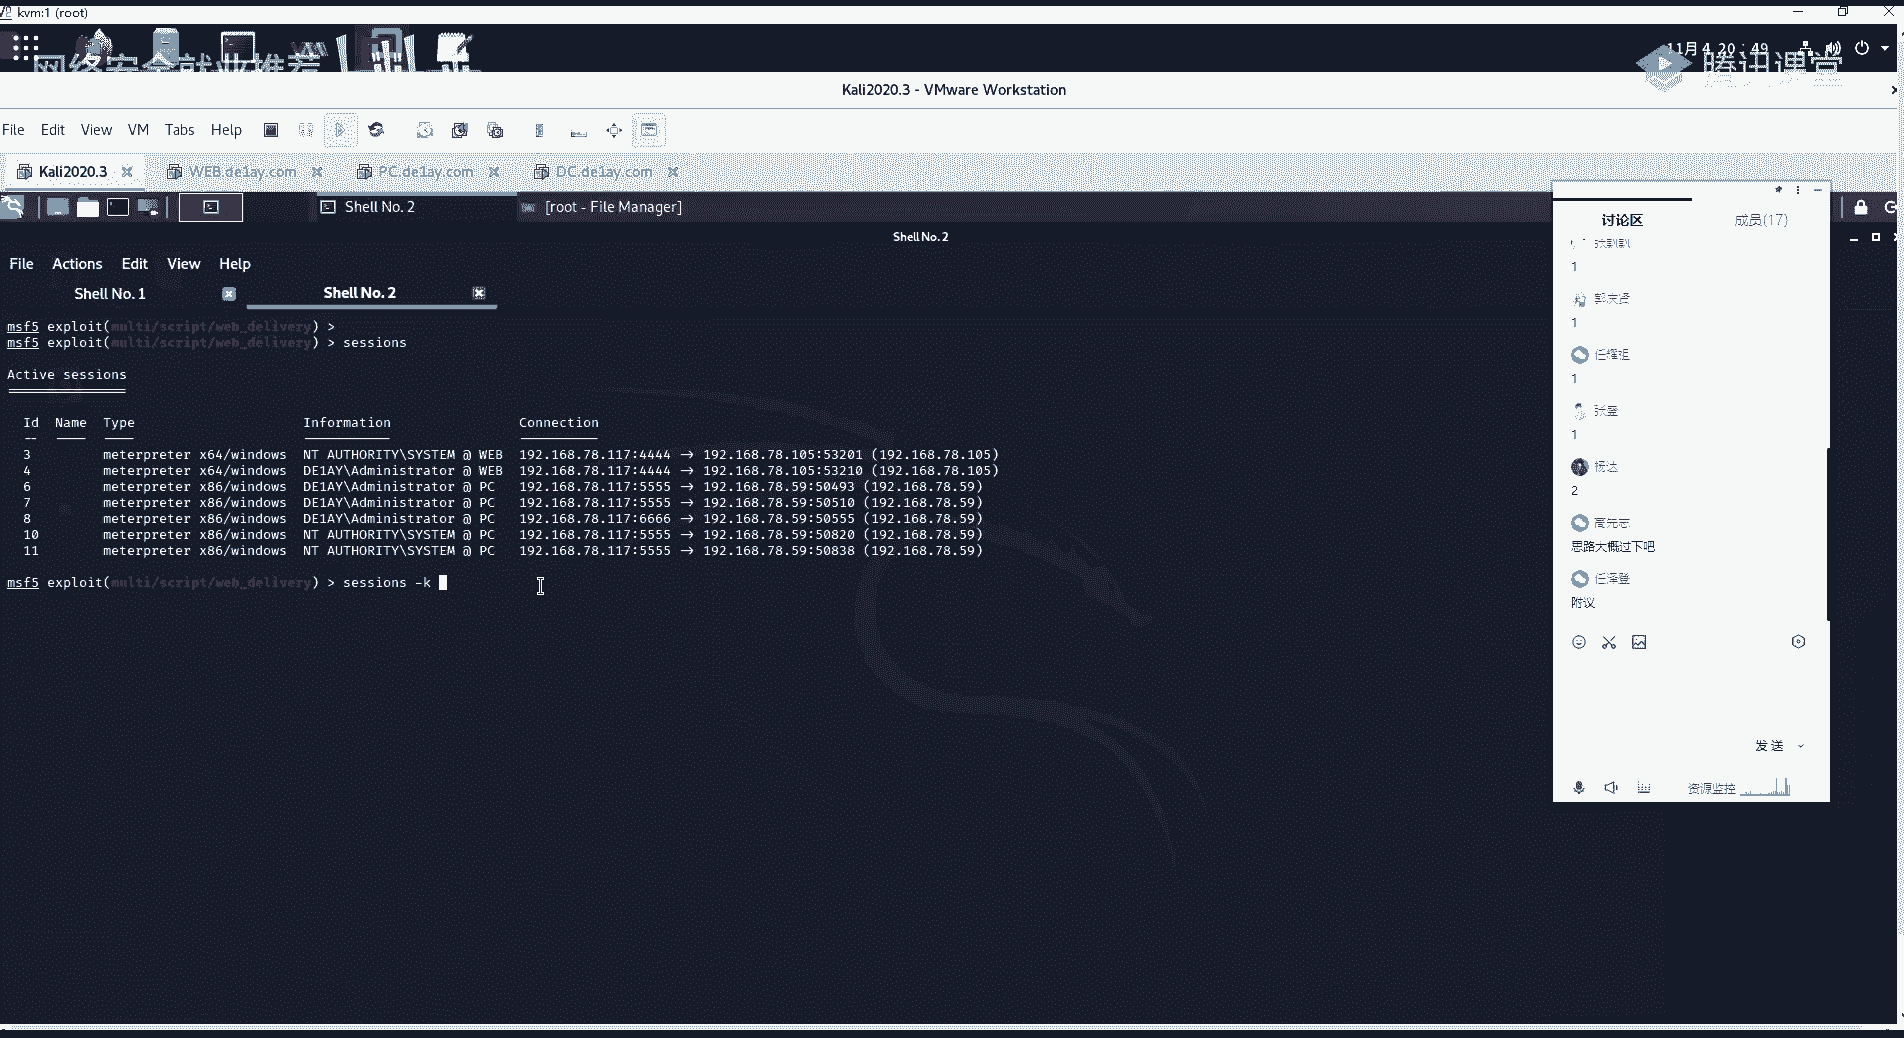 kvm:1 (root)
网络安全就业推荐
11月 4 20:49
腾讯课堂
Kali2020.3 - VMware Workstation
File Edit View VM Tabs Help
Kali2020.3 WEB.de1ay.com PC.de1ay.com DC.de1ay.com
Shell No. 2 [root - File Manager]
Shell No. 2
File Actions Edit View Help
Shell No. 1 Shell No. 2
msf5 exploit(multi/script/web_delivery) >
msf5 exploit(multi/script/web_delivery) > sessions
Active sessions
Id Name Type Information Connection
3 meterpreter x64/windows NT AUTHORITY\SYSTEM @ WEB 192.168.78.117:4444 → 192.168.78.105:53201 (192.168.78.105)
4 meterpreter x64/windows DE1AY\Administrator @ WEB 192.168.78.117:4444 → 192.168.78.105:53210 (192.168.78.105)
6 meterpreter x86/windows DE1AY\Administrator @ PC 192.168.78.117:5555 → 192.168.78.59:50493 (192.168.78.59)
7 meterpreter x86/windows DE1AY\Administrator @ PC 192.168.78.117:5555 → 192.168.78.59:50510 (192.168.78.59)
8 meterpreter x86/windows DE1AY\Administrator @ PC 192.168.78.117:6666 → 192.168.78.59:50555 (192.168.78.59)
10 meterpreter x86/windows NT AUTHORITY\SYSTEM @ PC 192.168.78.117:5555 → 192.168.78.59:50820 (192.168.78.59)
11 meterpreter x86/windows NT AUTHORITY\SYSTEM @ PC 192.168.78.117:5555 → 192.168.78.59:50838 (192.168.78.59)
msf5 exploit(multi/script/web_delivery) > sessions -k
讨论区 成员(17)
1
1
任耀祖
1
张登
1
杨达
2
高先志
思路大概过下吧
任泽登
附议
发送
资源监控